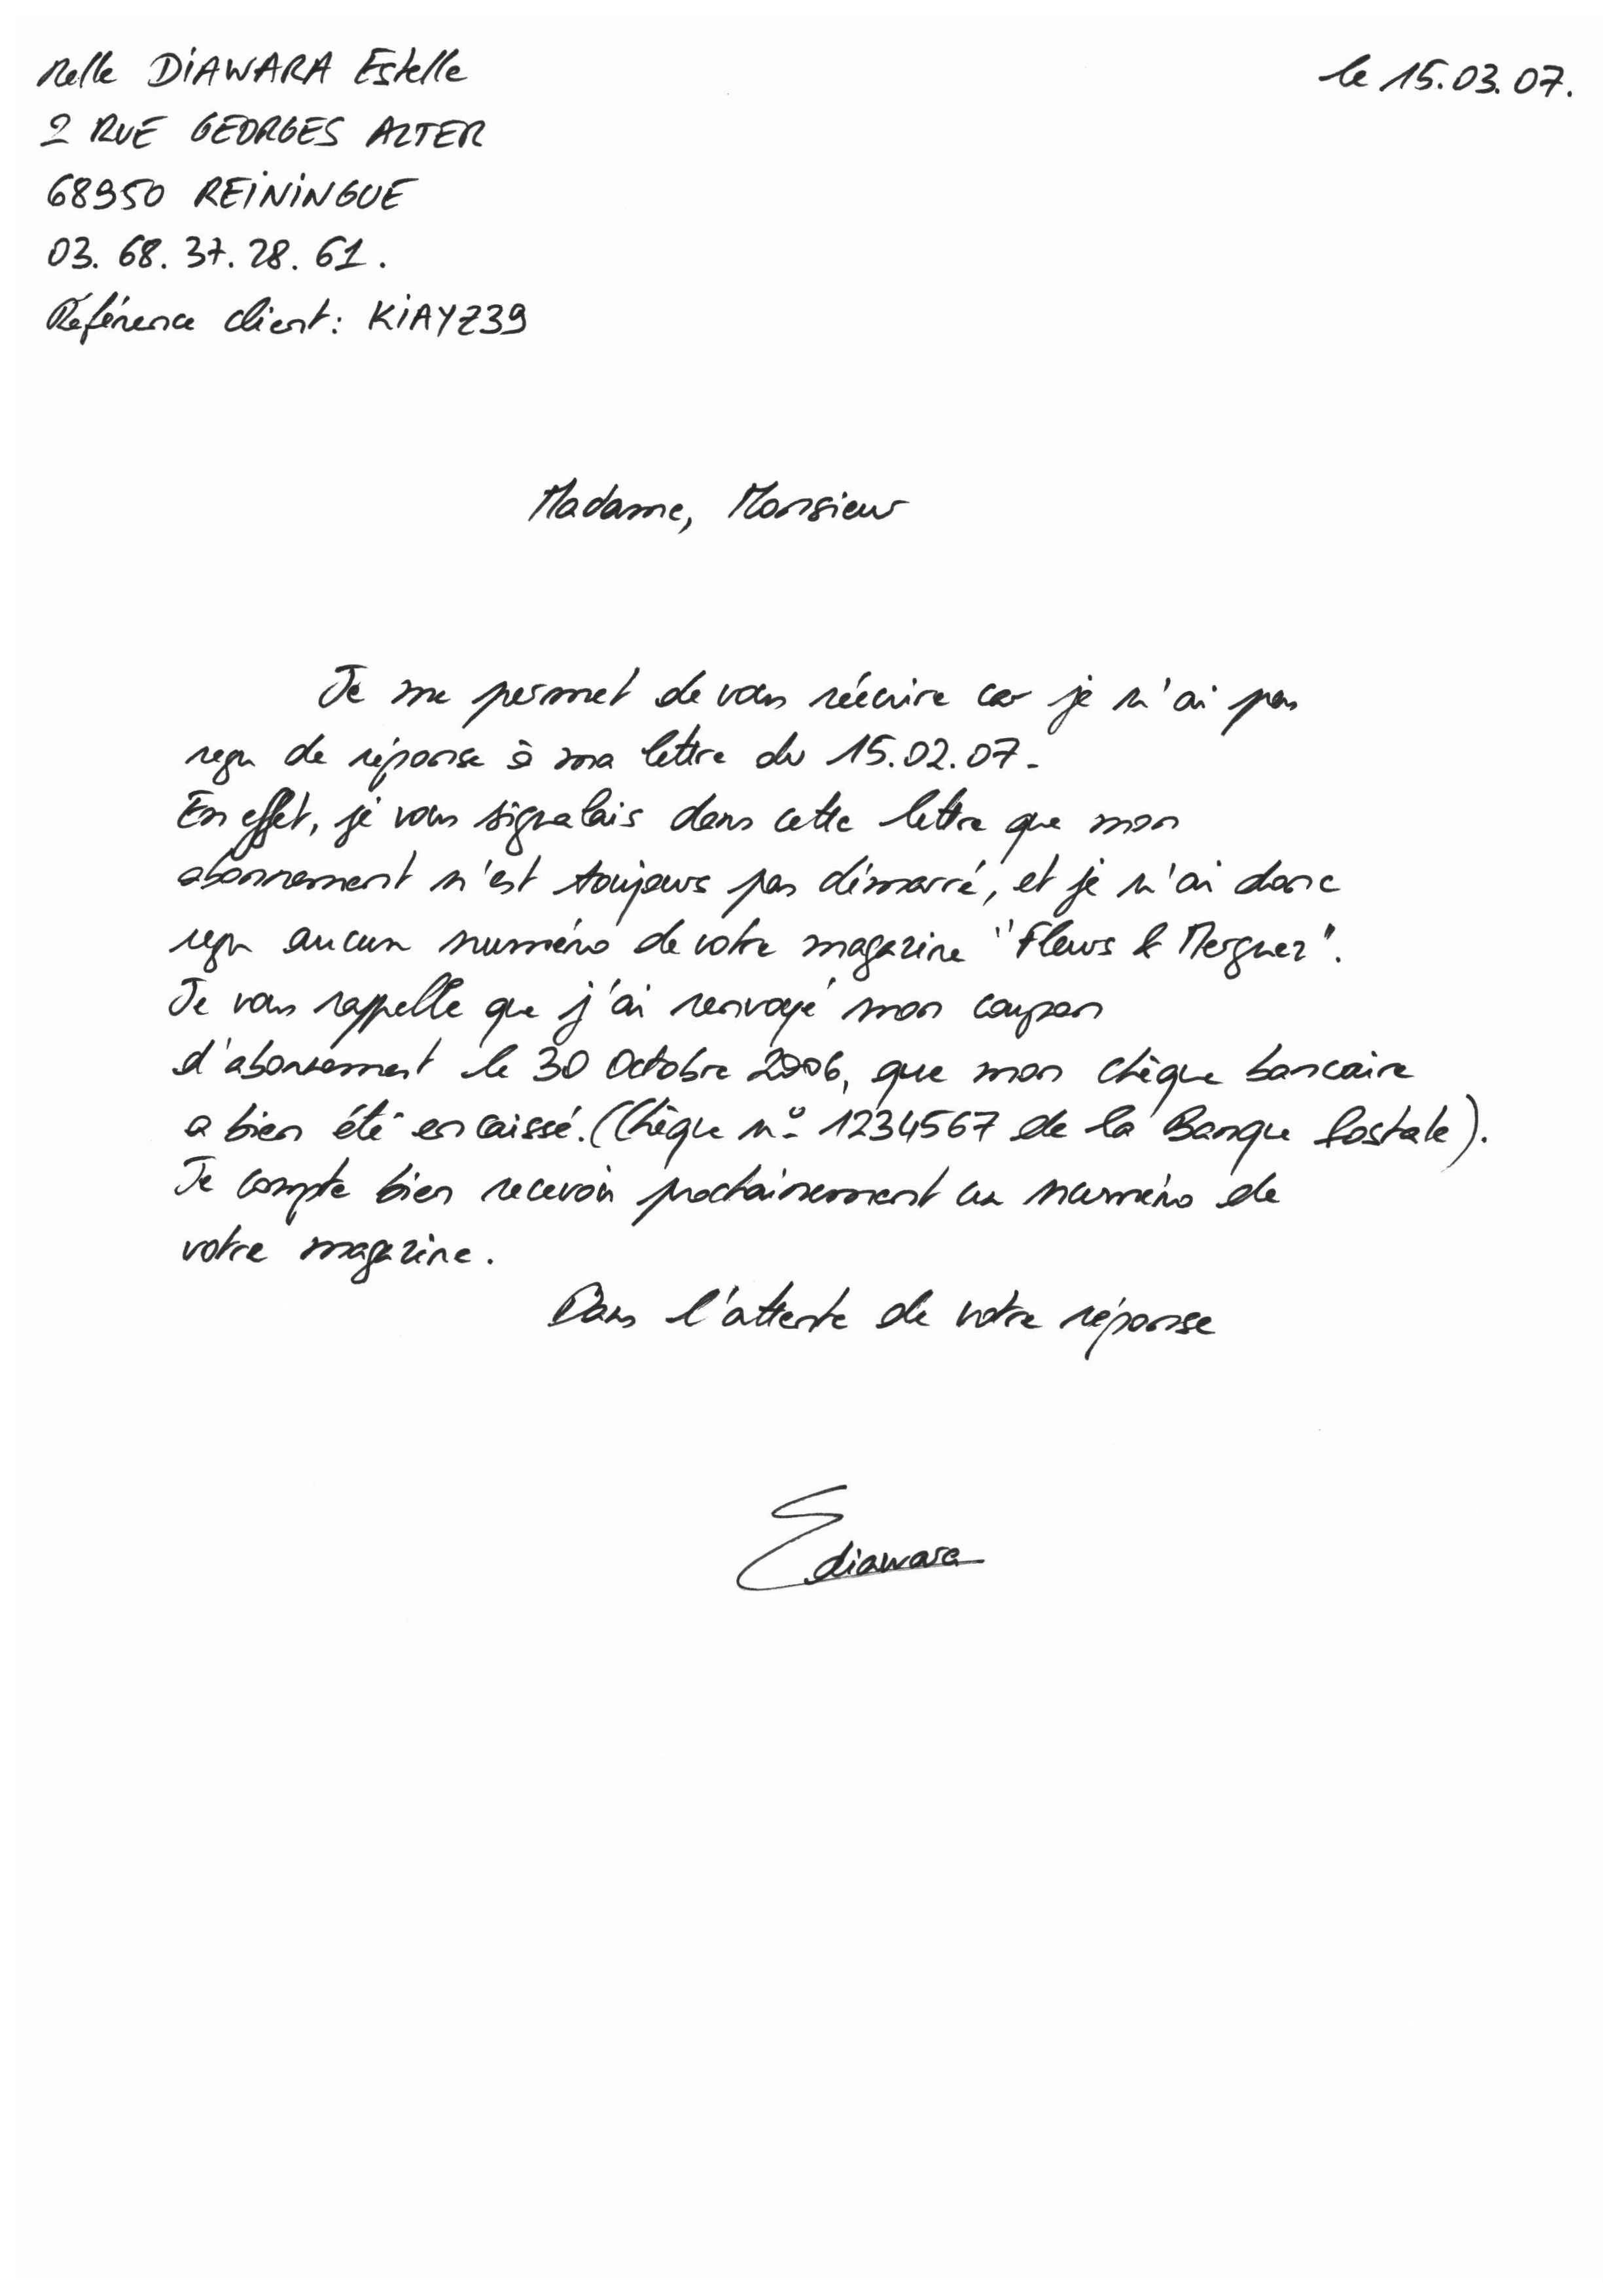 Melle DIAWARA Estelle
le 15.03.07.
2 RUE GEORGES ALTER
68950 REININGUE
03. 68. 37. 28. 61.
Référence client : KIAYZ39
Madame, Monsieur
Je me permet de vous réécrire car je n'ai pas
reçu de réponse à ma lettre du 15.02.07.
En effet, je vous signalais dans cette lettre que mon
abonnement n'est toujours pas démarré, et je n'ai donc
reçu aucun numéro de votre magazine "Fleurs & Merguez".
Je vous rappelle que j'ai renvoyé mon coupon
d'abonnement le 30 Octobre 2006, que mon chèque bancaire
a bien été encaissé. (Chèque n° 1234567 de la Banque Postale).
Je compte bien recevoir prochainement un numéro de
votre magazine.
Dans l'attente de votre réponse
Ediawara